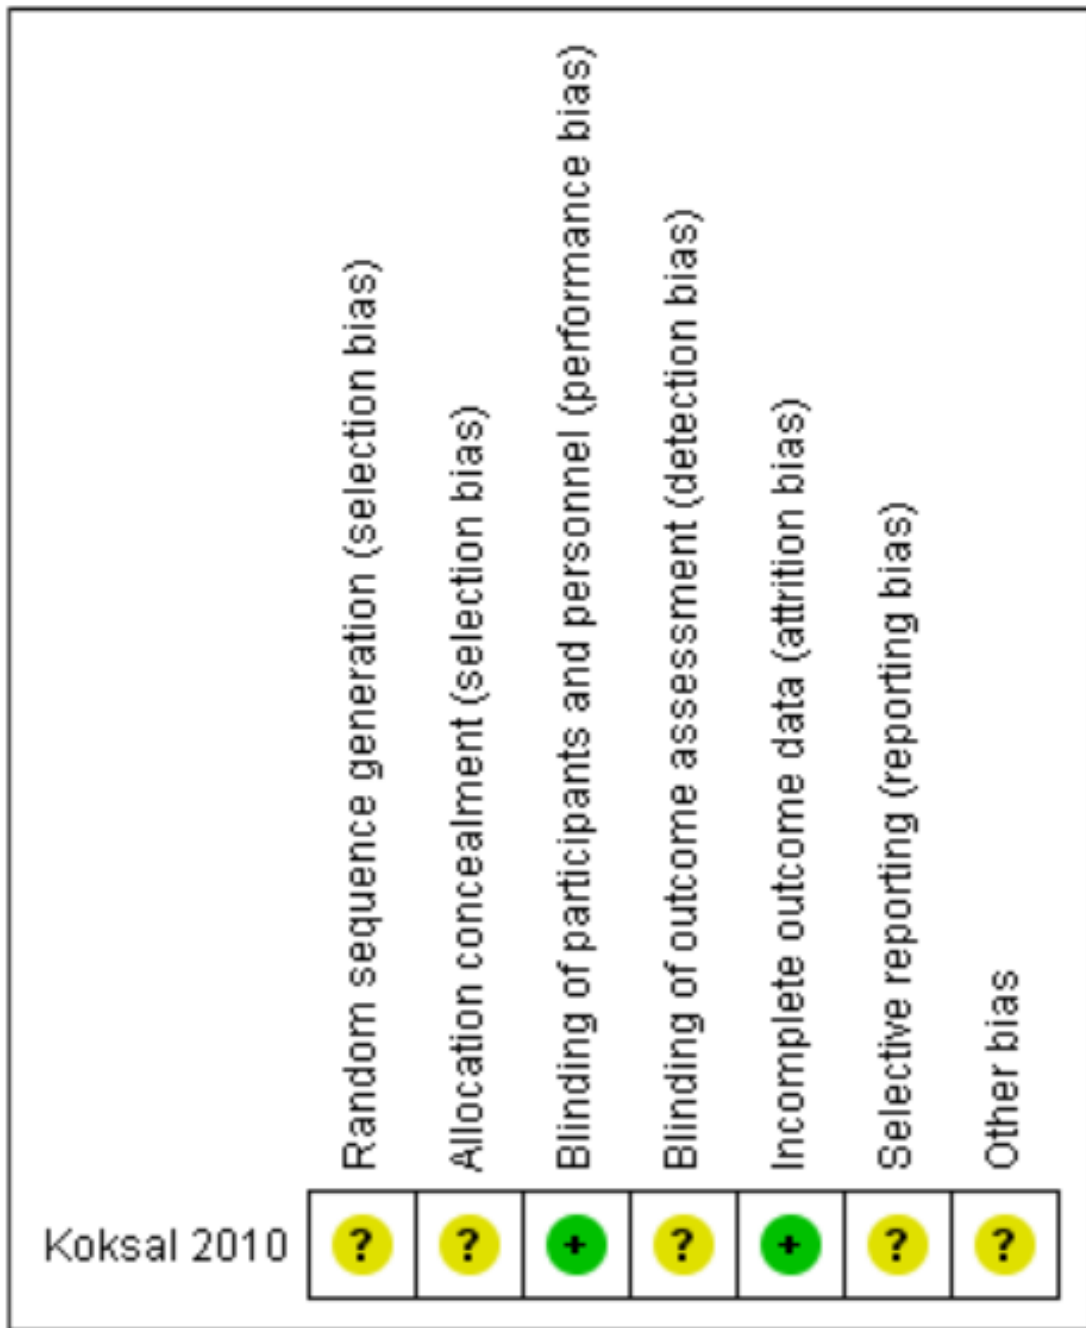 Random sequence generation (selection bias)
Allocation concealment (selection bias)
Blinding of participants and personnel (performance bias)
Blinding of outcome assessment (detection bias)
Incomplete outcome data (attrition bias)
Selective reporting (reporting bias)
Other bias
Koksal 2010 ? ? + ? + ? ?